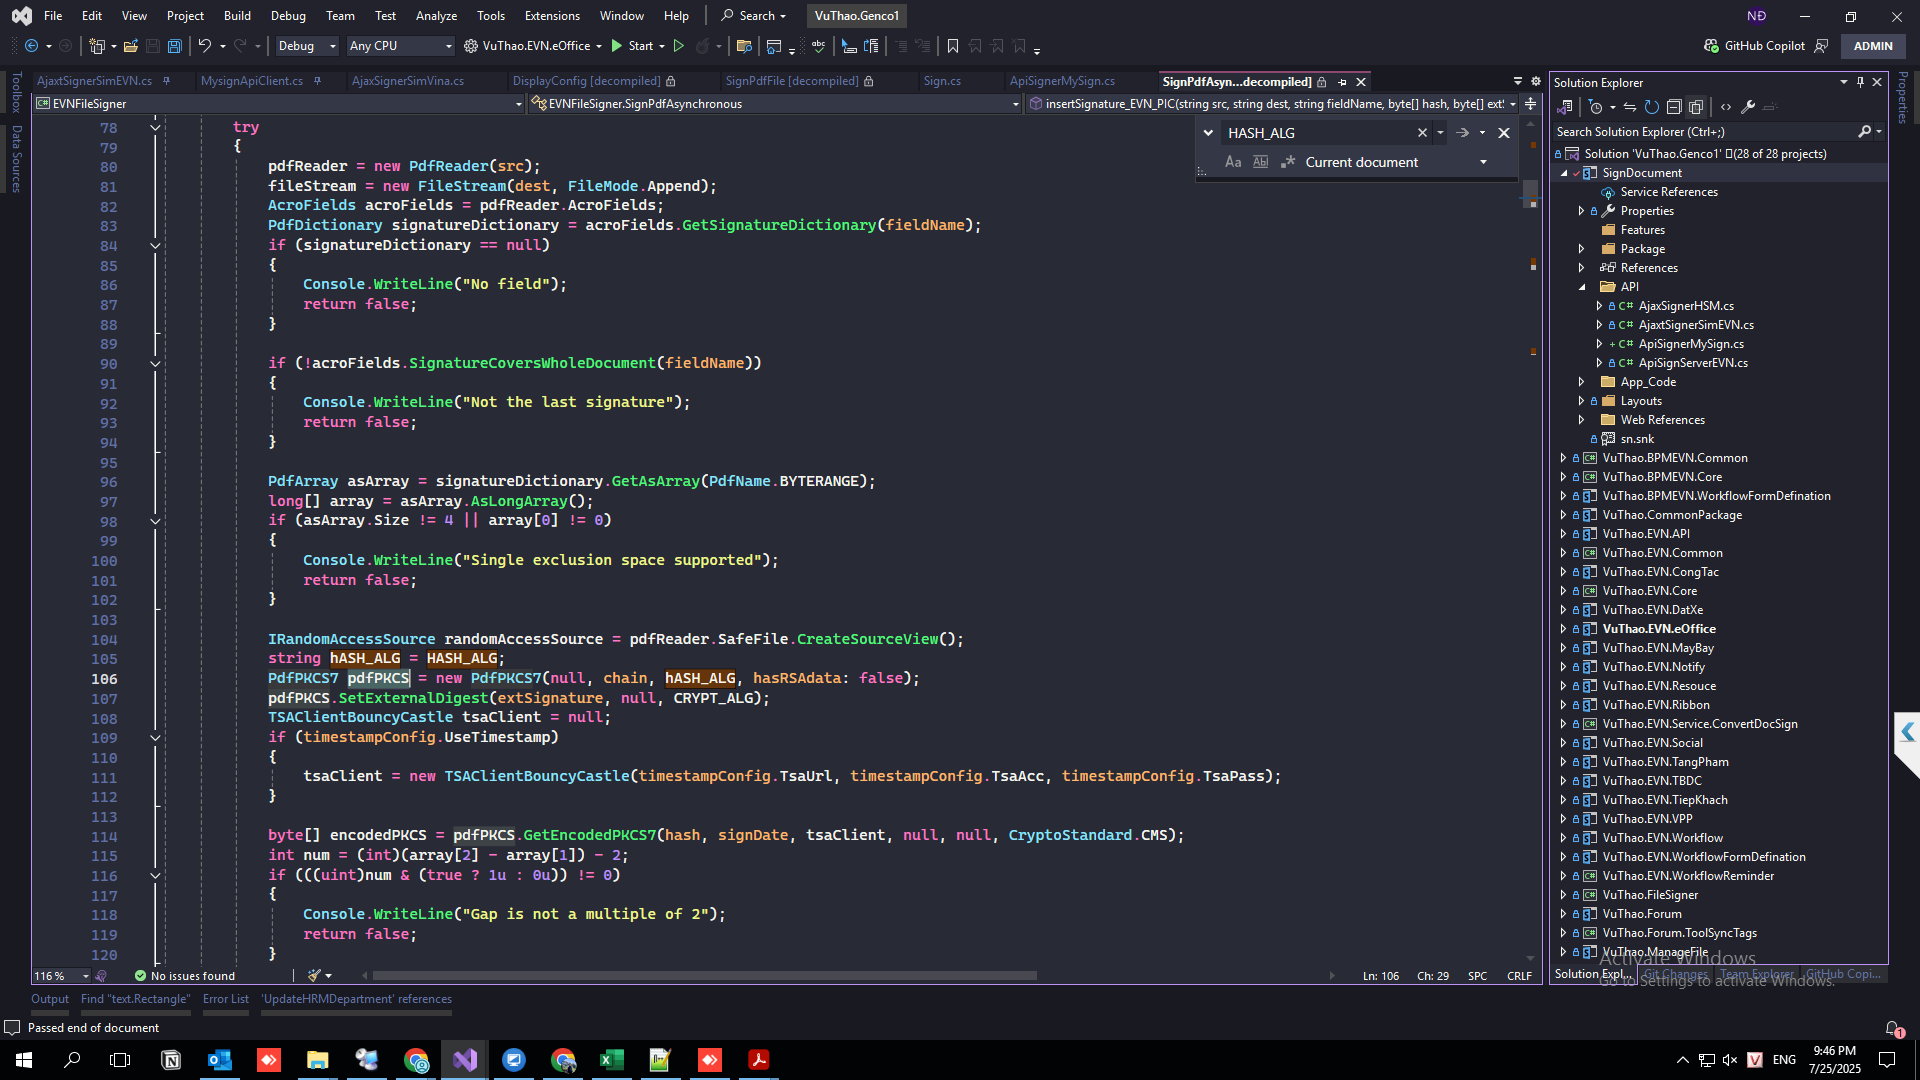 File Edit View Project Build Debug Team Test Analyze Tools Extensions Window Help Search VuThao.Genco1 NĐ
Debug Any CPU VuThao.EVN.eOffice Start GitHub Copilot ADMIN
Toolbox
Data Sources
AjaxtSignerSimEVN.cs MysignApiClient.cs AjaxSignerSimVina.cs DisplayConfig [decompiled] SignPdfFile [decompiled] Sign.cs ApiSignerMySign.cs SignPdfAsyn...decompiled]
EVNFileSigner EVNFileSigner.SignPdfAsynchronous insertSignature_EVN_PIC(string src, string dest, string fieldName, byte[] hash, byte[] ext
HASH_ALG
Aa Ab Current document
78 try
79 {
80 pdfReader = new PdfReader(src);
81 fileStream = new FileStream(dest, FileMode.Append);
82 AcroFields acroFields = pdfReader.AcroFields;
83 PdfDictionary signatureDictionary = acroFields.GetSignatureDictionary(fieldName);
84 if (signatureDictionary == null)
85 {
86 Console.WriteLine("No field");
87 return false;
88 }
89
90 if (!acroFields.SignatureCoversWholeDocument(fieldName))
91 {
92 Console.WriteLine("Not the last signature");
93 return false;
94 }
95
96 PdfArray asArray = signatureDictionary.GetAsArray(PdfName.BYTERANGE);
97 long[] array = asArray.AsLongArray();
98 if (asArray.Size != 4 || array[0] != 0)
99 {
100 Console.WriteLine("Single exclusion space supported");
101 return false;
102 }
103
104 IRandomAccessSource randomAccessSource = pdfReader.SafeFile.CreateSourceView();
105 string hASH_ALG = HASH_ALG;
106 PdfPKCS7 pdfPKCS = new PdfPKCS7(null, chain, hASH_ALG, hasRSAdata: false);
107 pdfPKCS.SetExternalDigest(extSignature, null, CRYPT_ALG);
108 TSAClientBouncyCastle tsaClient = null;
109 if (timestampConfig.UseTimestamp)
110 {
111 tsaClient = new TSAClientBouncyCastle(timestampConfig.TsaUrl, timestampConfig.TsaAcc, timestampConfig.TsaPass);
112 }
113
114 byte[] encodedPKCS = pdfPKCS.GetEncodedPKCS7(hash, signDate, tsaClient, null, null, CryptoStandard.CMS);
115 int num = (int)(array[2] - array[1]) - 2;
116 if (((uint)num & (true ? 1u : 0u)) != 0)
117 {
118 Console.WriteLine("Gap is not a multiple of 2");
119 return false;
120 }
116 % No issues found Ln: 106 Ch: 29 SPC CRLF
Output Find "text.Rectangle" Error List 'UpdateHRMDepartment' references
Passed end of document
Solution Explorer
Search Solution Explorer (Ctrl+;)
Solution 'VuThao.Genco1' (28 of 28 projects)
SignDocument
Service References
Properties
Features
Package
References
API
AjaxSignerHSM.cs
AjaxtSignerSimEVN.cs
ApiSignerMySign.cs
ApiSignServerEVN.cs
App_Code
Layouts
Web References
sn.snk
VuThao.BPMEVN.Common
VuThao.BPMEVN.Core
VuThao.BPMEVN.WorkflowFormDefination
VuThao.CommonPackage
VuThao.EVN.API
VuThao.EVN.Common
VuThao.EVN.CongTac
VuThao.EVN.Core
VuThao.EVN.DatXe
VuThao.EVN.eOffice
VuThao.EVN.MayBay
VuThao.EVN.Notify
VuThao.EVN.Resouce
VuThao.EVN.Ribbon
VuThao.EVN.Service.ConvertDocSign
VuThao.EVN.Social
VuThao.EVN.TangPham
VuThao.EVN.TBDC
VuThao.EVN.TiepKhach
VuThao.EVN.VPP
VuThao.EVN.Workflow
VuThao.EVN.WorkflowFormDefination
VuThao.EVN.WorkflowReminder
VuThao.FileSigner
VuThao.Forum
VuThao.Forum.ToolSyncTags
VuThao.ManageFile
Solution Expl... Git Changes Team Explorer GitHub Copi...
Activate Windows
Go to Settings to activate Windows.
Properties
1
ENG
9:46 PM
7/25/2025